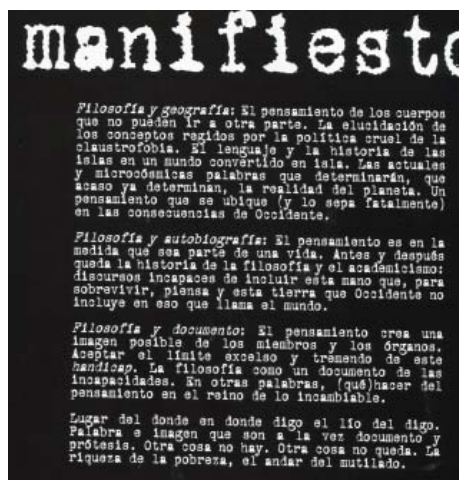 manifiesto
Filosofía y geografía: El pensamiento de los cuerpos
que no pueden ir a otra parte. La elucidación de
los conceptos regidos por la política cruel de la
claustrofobia. El lenguaje y la historia de las
islas en un mundo convertido en isla. Las actuales
y microcósmicas palabras que determinarán, que
acaso ya determinan, la realidad del planeta. Un
pensamiento que se ubique (y lo sepa fatalmente)
en las consecuencias de Occidente.
Filosofía y autobiografía: El pensamiento es en la
medida que sea parte de una vida. Antes y después
queda la historia de la filosofía y el academicismo:
discursos incapaces de incluir esta mano que, para
sobrevivir, piensa y esta tierra que Occidente no
incluye en eso que llama el mundo.
Filosofía y documento: El pensamiento crea una
imagen posible de los miembros y los órganos.
Aceptar el límite excelso y tremendo de este
handicap. La filosofía como un documento de las
incapacidades. En otras palabras, (qué)hacer del
pensamiento en el reino de lo incambiable.
Lugar del donde en donde digo el lío del digo.
Palabra e imagen que son a la vez documento y
prótesis. Otra cosa no hay. Otra cosa no queda. La
riqueza de la pobreza, el andar del mutilado.